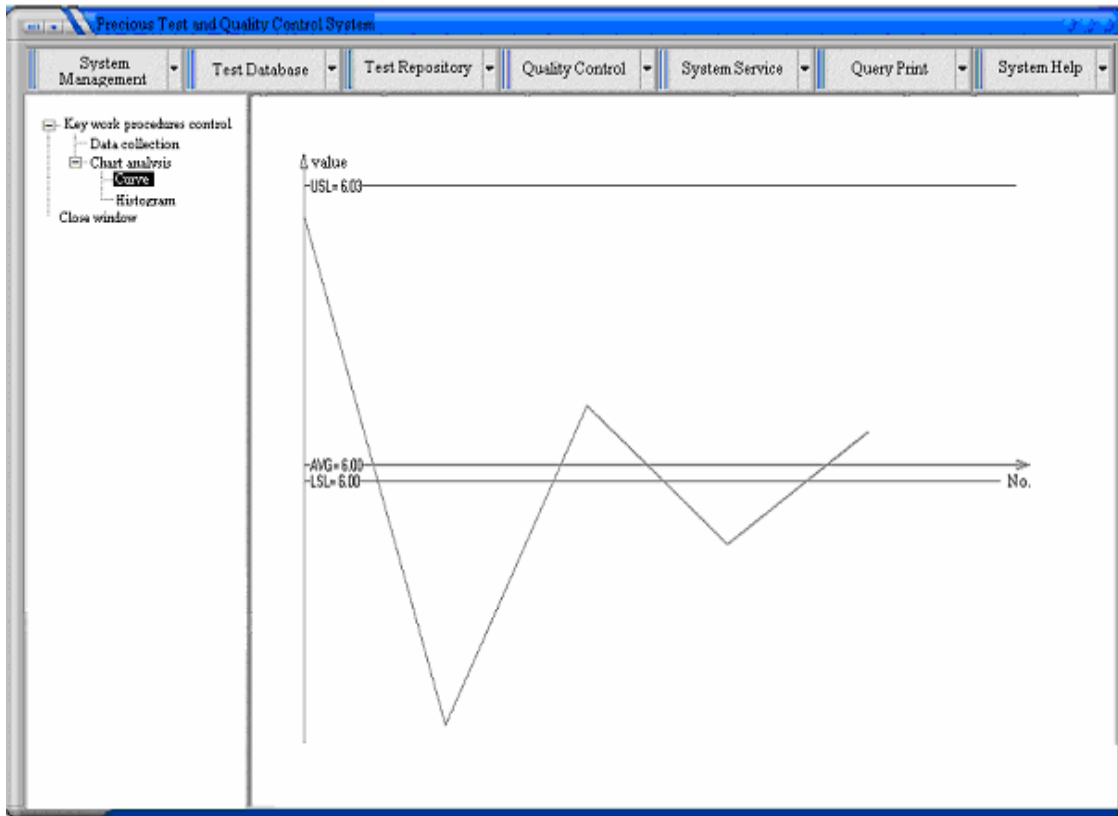 Precious Test and Quality Control System
System Management
Test Database
Test Repository
Quality Control
System Service
Query Print
System Help
Key work procedures control
Data collection
Chart analysis
Curve
Histogram
Close window
value
USL= 6.03
AVG= 6.00
LSL= 6.00
No.